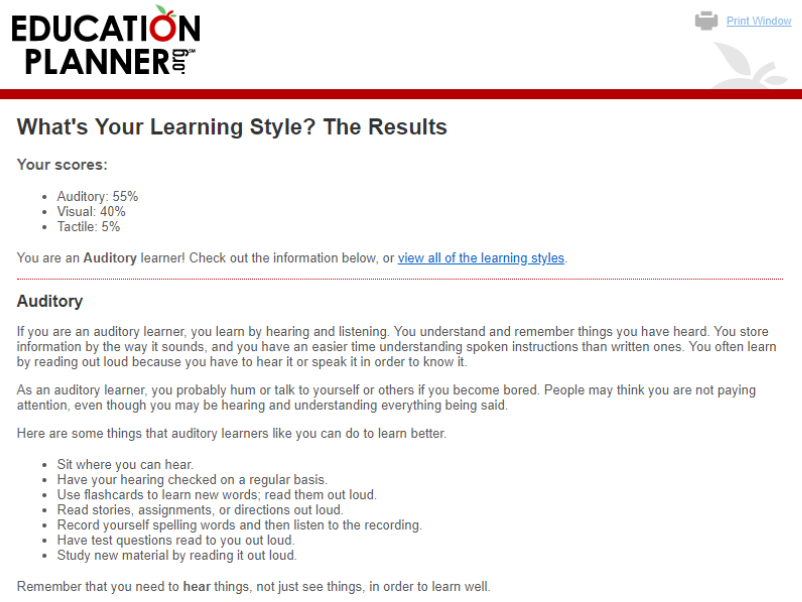 EDUCATION
PLANNER.org℠
Print Window
What's Your Learning Style? The Results
Your scores:
• Auditory: 55%
• Visual: 40%
• Tactile: 5%
You are an Auditory learner! Check out the information below, or view all of the learning styles.
Auditory
If you are an auditory learner, you learn by hearing and listening. You understand and remember things you have heard. You store
information by the way it sounds, and you have an easier time understanding spoken instructions than written ones. You often learn
by reading out loud because you have to hear it or speak it in order to know it.
As an auditory learner, you probably hum or talk to yourself or others if you become bored. People may think you are not paying
attention, even though you may be hearing and understanding everything being said.
Here are some things that auditory learners like you can do to learn better.
• Sit where you can hear.
• Have your hearing checked on a regular basis.
• Use flashcards to learn new words; read them out loud.
• Read stories, assignments, or directions out loud.
• Record yourself spelling words and then listen to the recording.
• Have test questions read to you out loud.
• Study new material by reading it out loud.
Remember that you need to hear things, not just see things, in order to learn well.